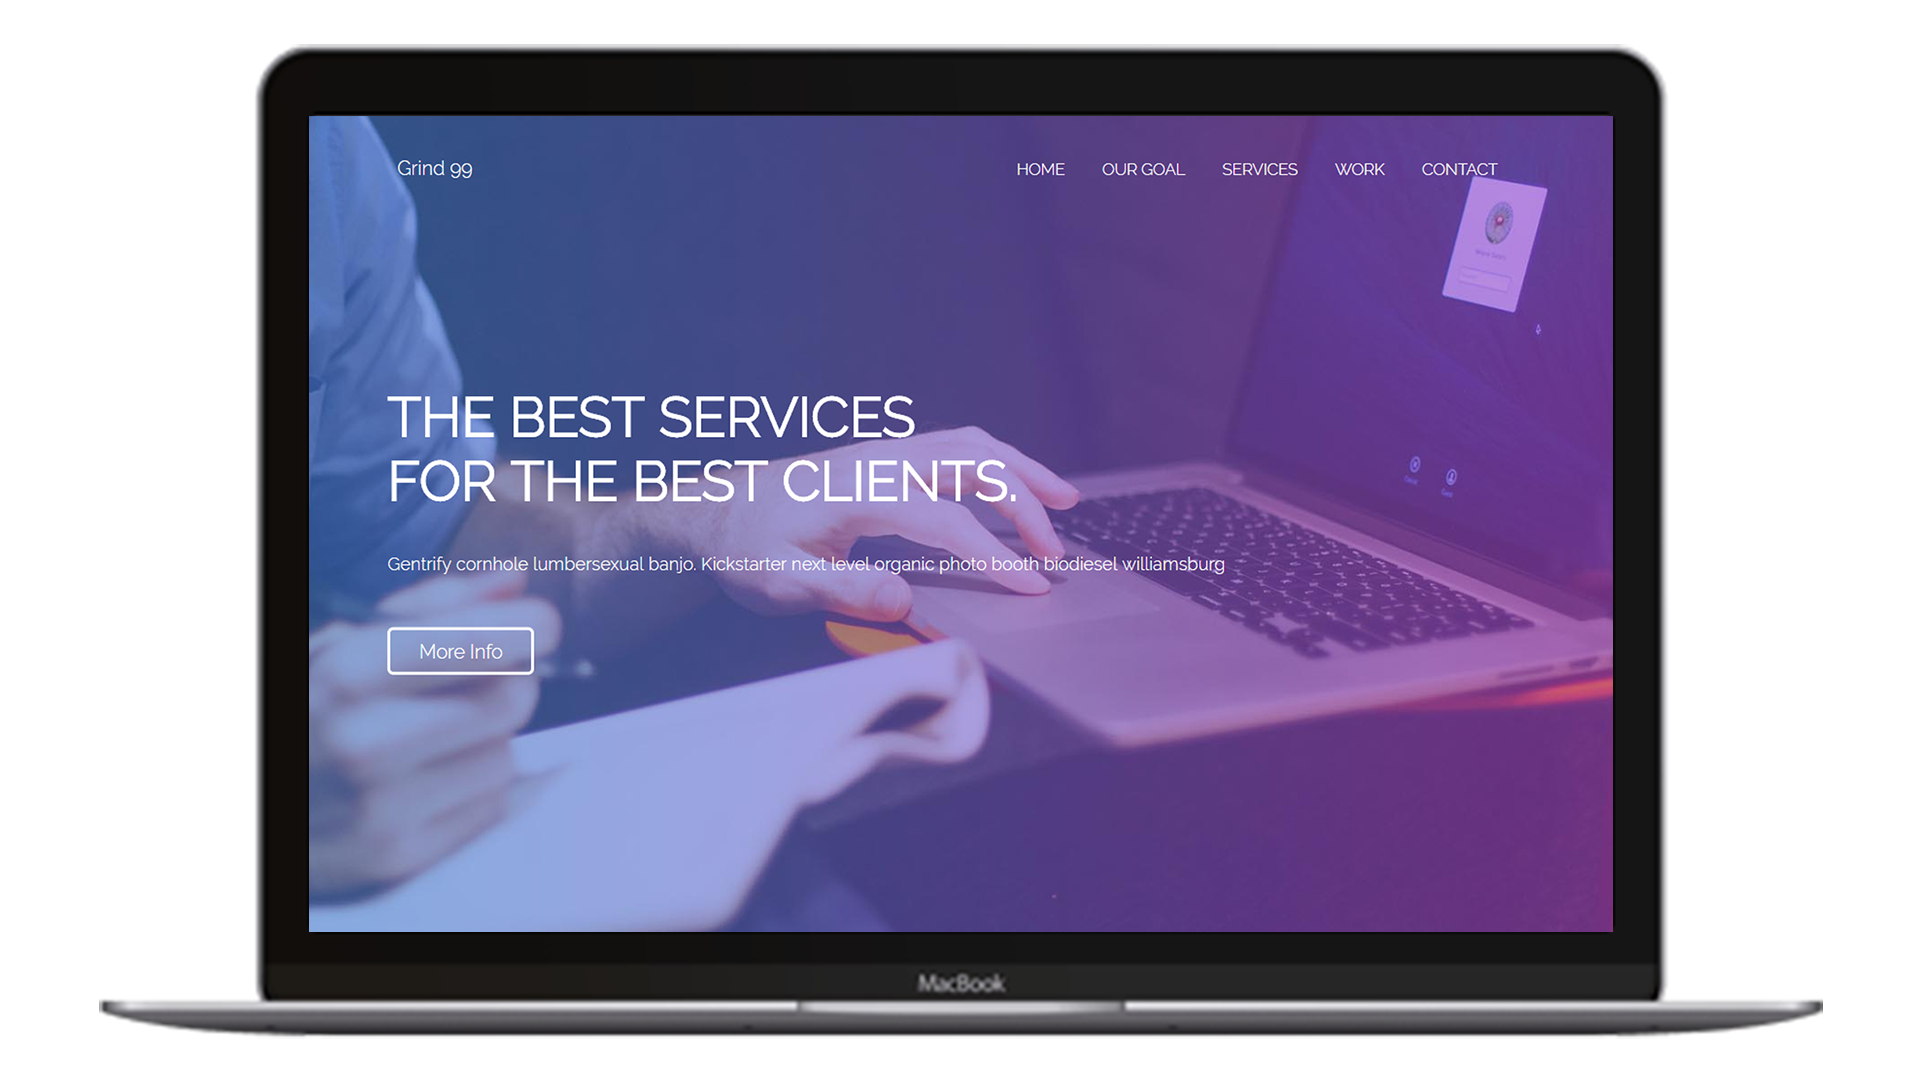 Grind 99
HOME OUR GOAL SERVICES WORK CONTACT
THE BEST SERVICES
FOR THE BEST CLIENTS.
Gentrify cornhole lumbersexual banjo. Kickstarter next level organic photo booth biodiesel williamsburg
More Info
MacBook